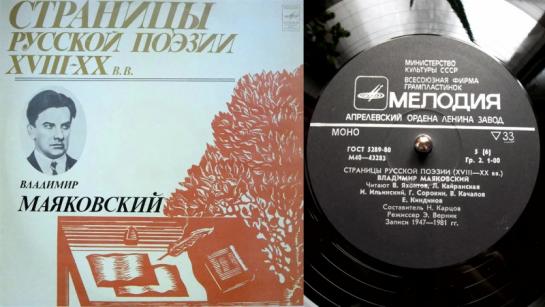 СТРАНИЦЫ
РУССКОЙ ПОЭЗИИ
XVIII-XX В.В.
ВЛАДИМИР
МАЯКОВСКИЙ
МИНИСТЕРСТВО
КУЛЬТУРЫ СССР
ВСЕСОЮЗНАЯ ФИРМА
ГРАМПЛАСТИНОК
МЕЛОДИЯ
АПРЕЛЕВСКИЙ ОРДЕНА ЛЕНИНА ЗАВОД
МОНО
33
ГОСТ 5289-80
М40—43283
5 (6)
Гр. 2. 1-00
СТРАНИЦЫ РУССКОЙ ПОЭЗИИ (XVIII—XX вв.)
ВЛАДИМИР МАЯКОВСКИЙ
Читают В. Яхонтов, Л. Кайранская
И. Ильинский, Г. Сорокин, В. Качалов
Е. Киндинов
Составитель Н. Карцов
Режиссер Э. Верник
Записи 1947—1981 гг.